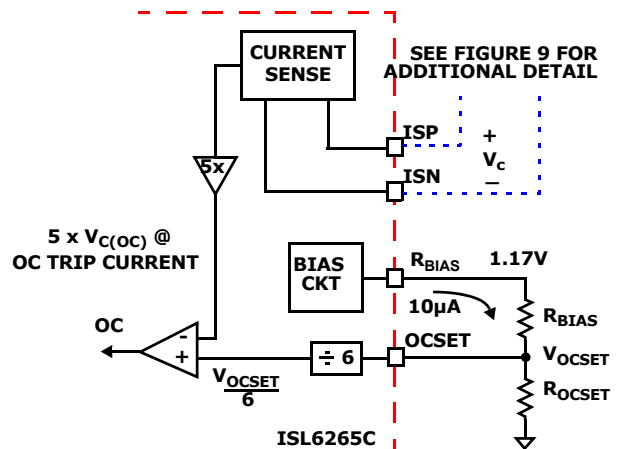 CURRENT
SENSE
SEE FIGURE 9 FOR
ADDITIONAL DETAIL
ISP
+
Vc
−
ISN
5x
5 x VC(OC) @
OC TRIP CURRENT
BIAS
CKT
RBIAS
1.17V
10µA
RBIAS
OC
-
+
OCSET
÷ 6
VOCSET
VOCSET
6
ROCSET
ISL6265C